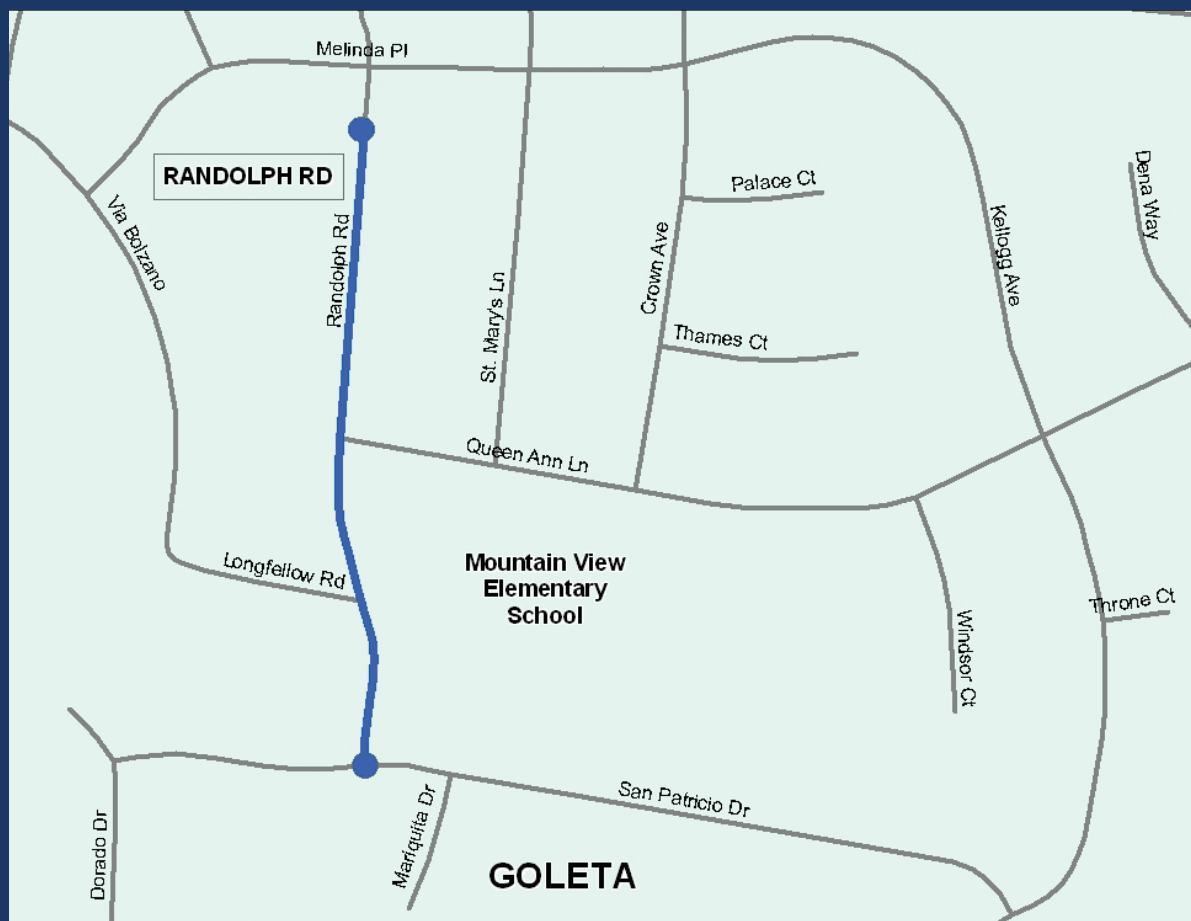 Melinda Pl
RANDOLPH RD
Palace Ct
Dena Way
Via Bolzano
Randolph Rd
Kellogg Ave
Crown Ave
St. Mary's Ln
Thames Ct
Queen Ann Ln
Longfellow Rd
Mountain View
Elementary
School
Throne Ct
Windsor Ct
San Patricio Dr
Mariquita Dr
Dorado Dr
GOLETA